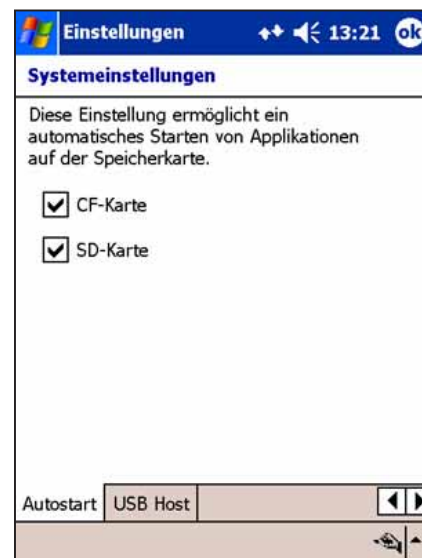 Einstellungen 13:21 ok
Systemeinstellungen
Diese Einstellung ermöglicht ein
automatisches Starten von Applikationen
auf der Speicherkarte.
CF-Karte
SD-Karte
Autostart USB Host